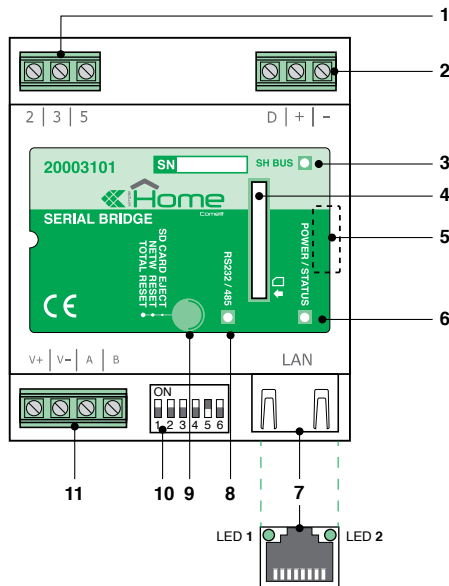 1
2
2 | 3 | 5
D | + | -
20003101
SN
SH BUS
3
4
Home
Comelit
SERIAL BRIDGE
5
POWER / STATUS
SD CARD EJECT
NETW RESET
TOTAL RESET
RS232 / 485
CE
6
V+ | V- | A | B
LAN
ON
1 2 3 4 5 6
11
10
9
8
7
LED 1
LED 2